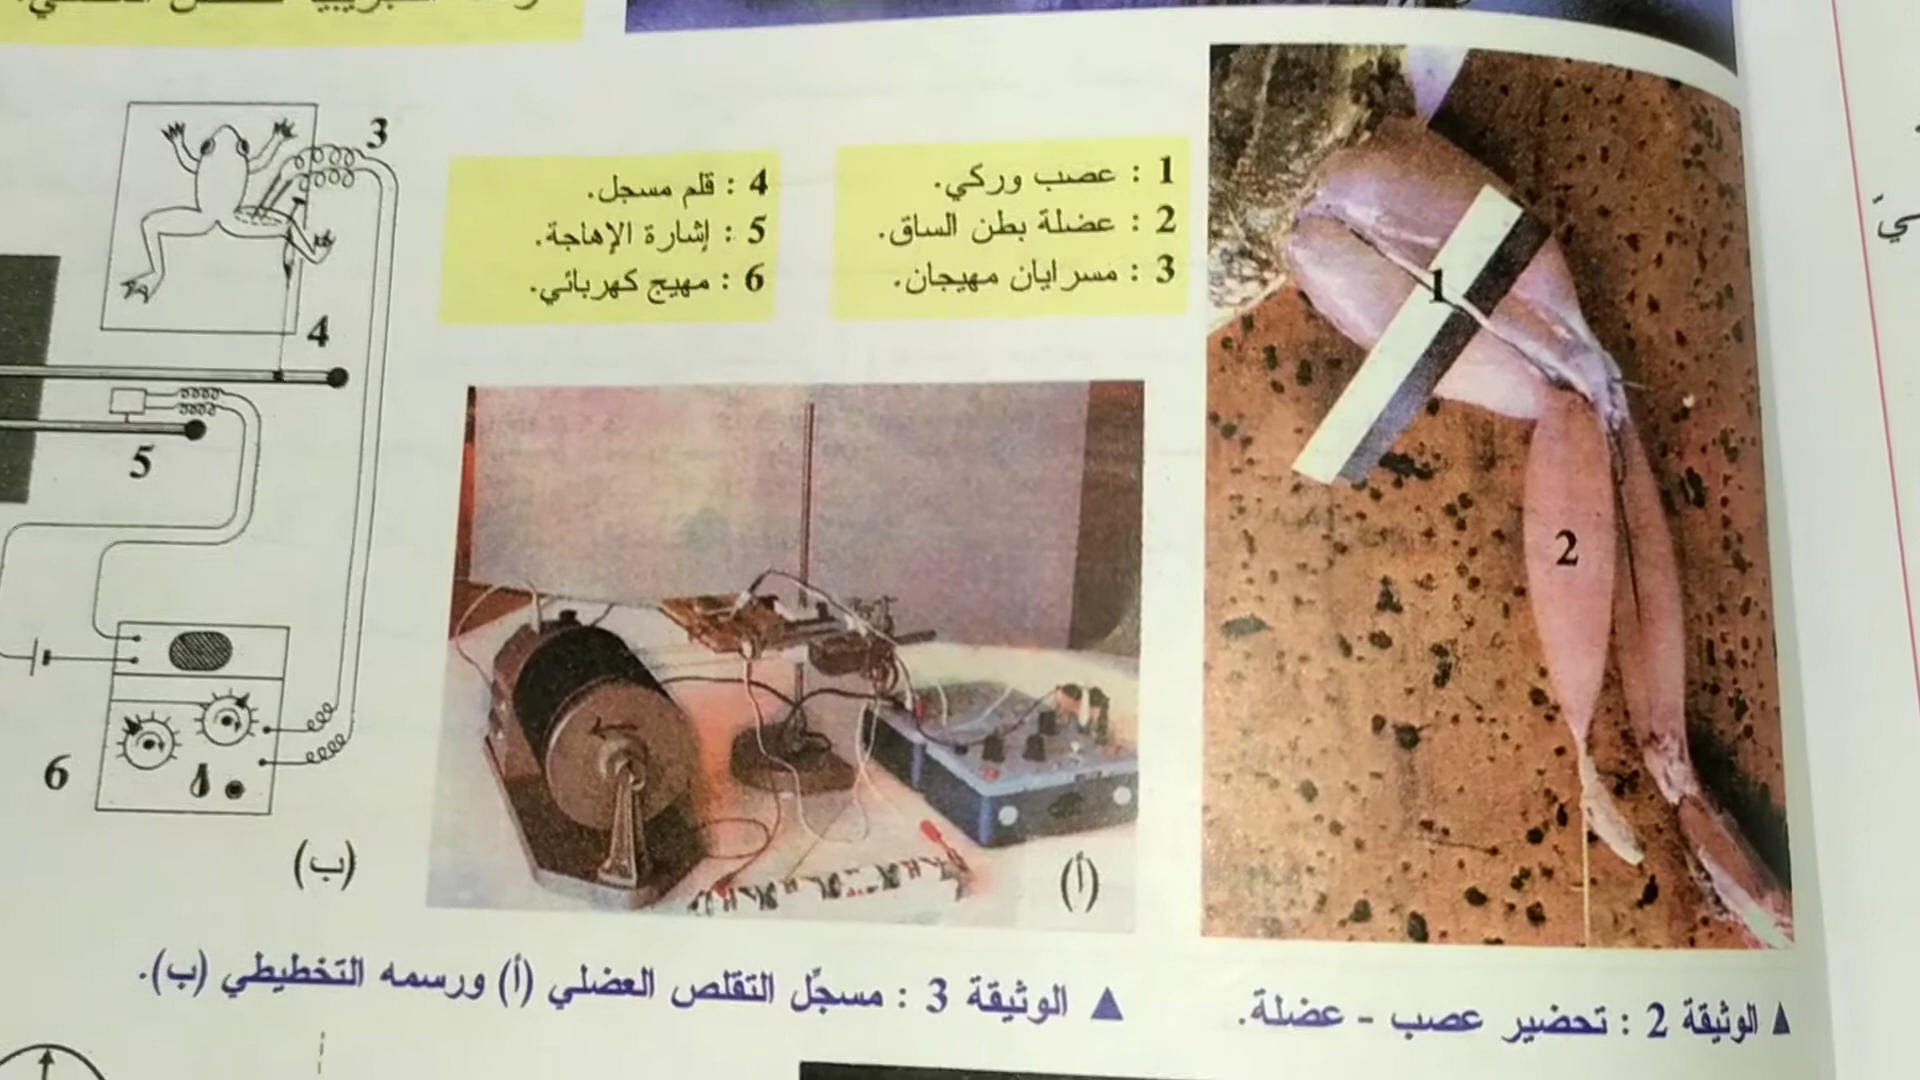 1 : عصب وركي.
2 : عضلة بطن الساق.
3 : مسرايان مهيجان.
4 : قلم مسجل.
5 : إشارة الإهاجة.
6 : مهيج كهربائي.
1
2
3
4
5
6
(أ)
(ب)
▲ الوثيقة 2 : تحضير عصب - عضلة.
▲ الوثيقة 3 : مسجِّل التقلص العضلي (أ) ورسمه التخطيطي (ب).